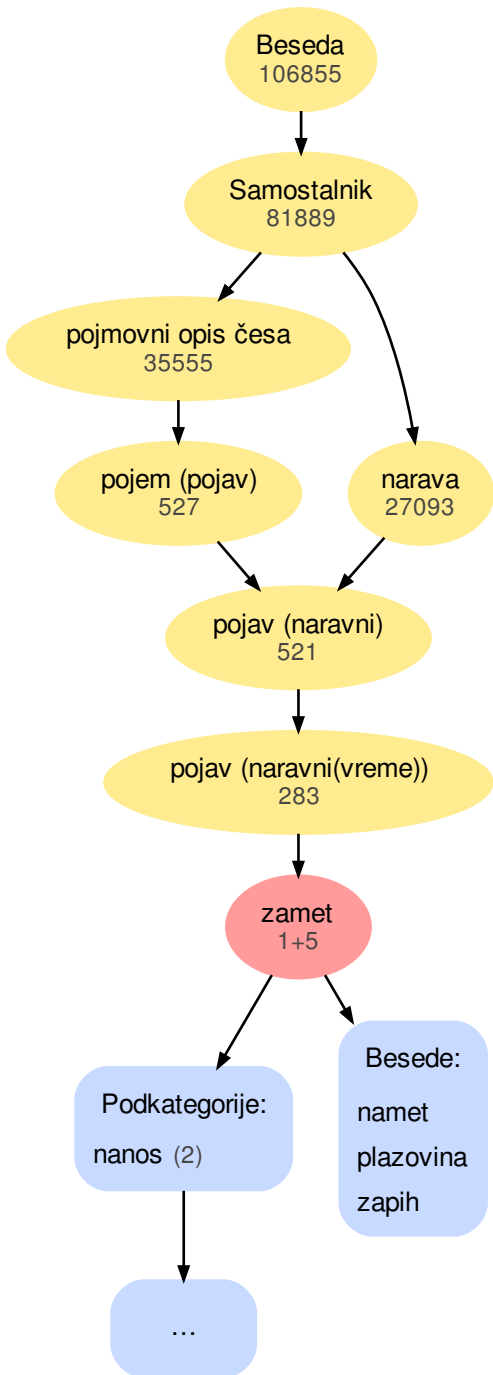 Beseda
106855
Samostalnik
81889
pojmovni opis česa
35555
pojem (pojav)
527
narava
27093
pojav (naravni)
521
pojav (naravni(vreme))
283
zamet
1+5
Podkategorije:
nanos (2)
Besede:
namet
plazovina
zapih
...